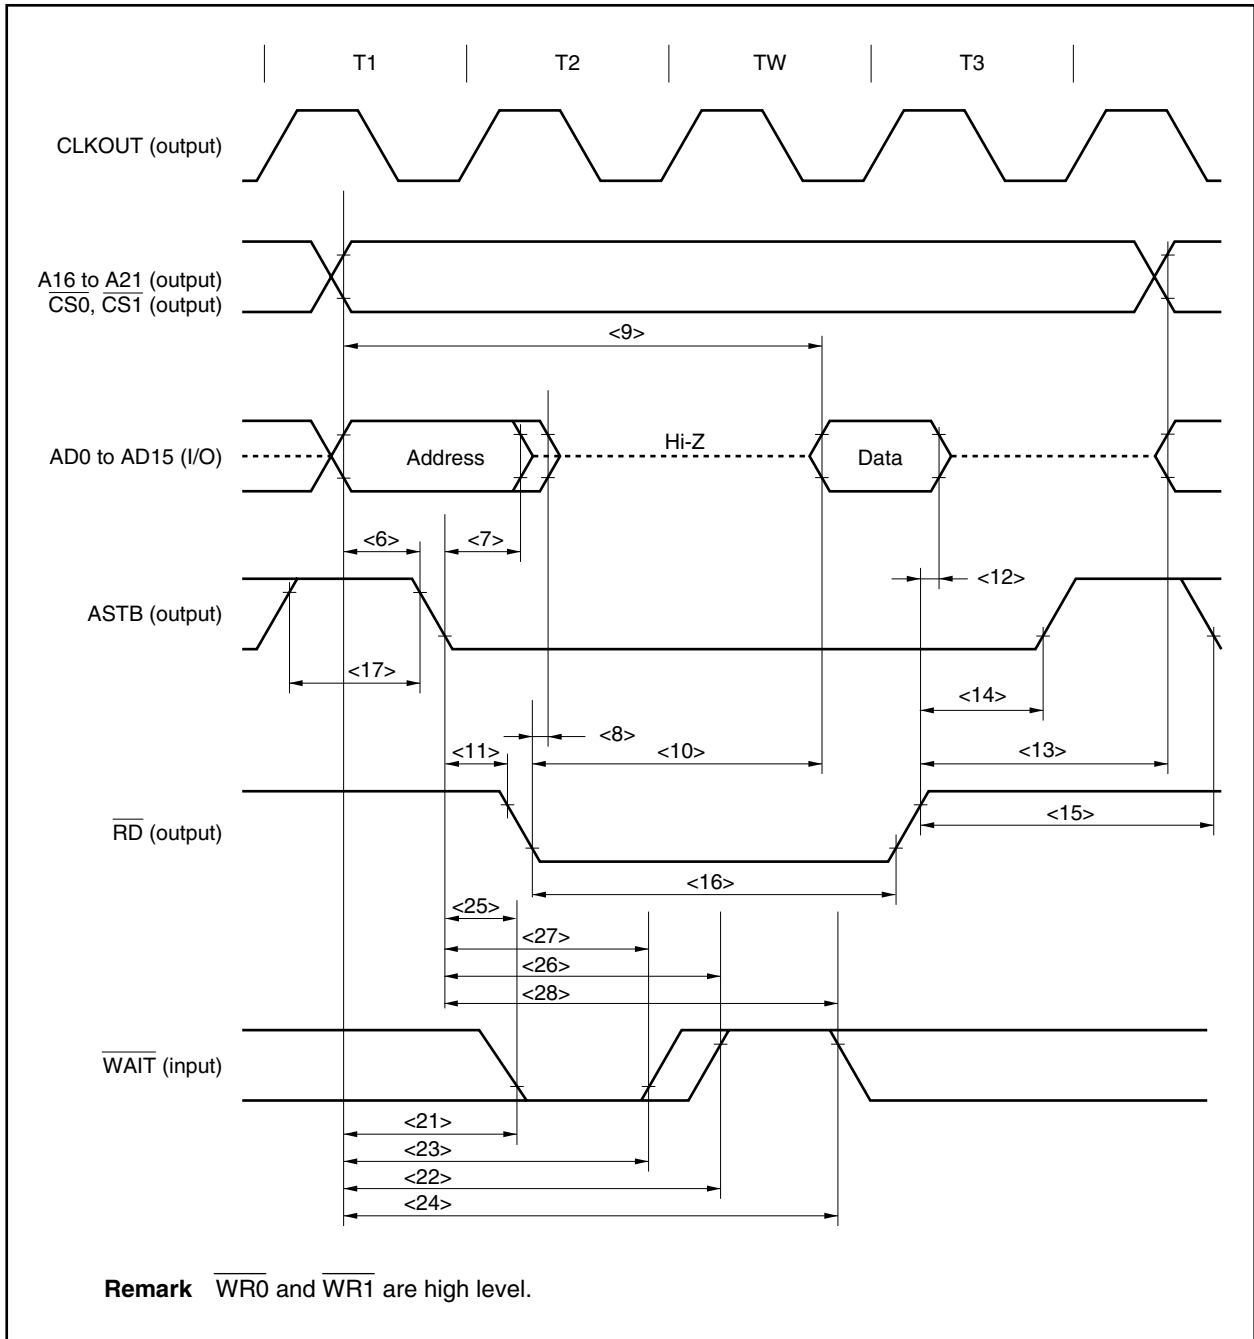 T1 T2 TW T3
CLKOUT (output)
A16 to A21 (output)
CS0, CS1 (output)
<9>
AD0 to AD15 (I/O)
Address
Hi-Z
Data
<6> <7>
<12>
ASTB (output)
<17>
<14>
<8>
<11> <10> <13>
<15>
RD (output)
<16>
<25>
<27>
<26>
<28>
WAIT (input)
<21>
<23>
<22>
<24>
Remark WR0 and WR1 are high level.